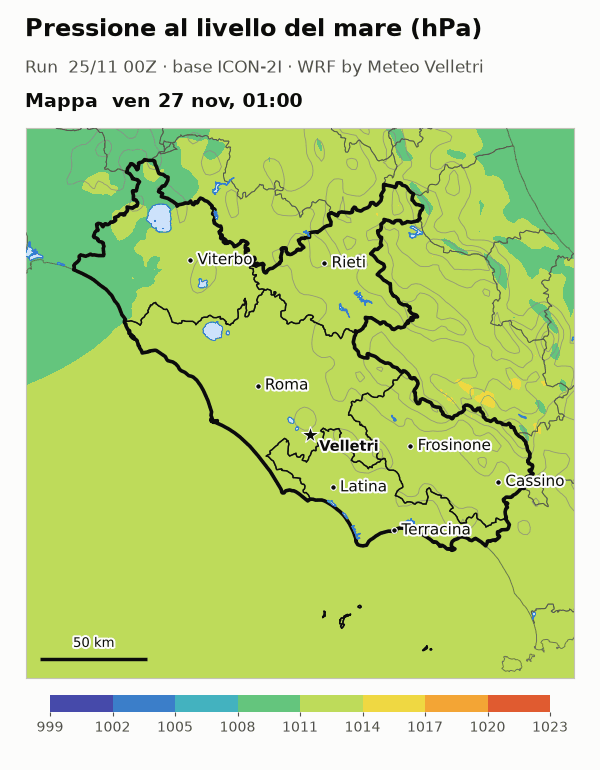 Pressione al livello del mare (hPa)
Run  25/11 00Z · base ICON-2I · WRF by Meteo Velletri
Mappa  ven 27 nov, 01:00
Viterbo
Rieti
Roma
Velletri
Frosinone
Latina
Cassino
Terracina
50 km
999 1002 1005 1008 1011 1014 1017 1020 1023